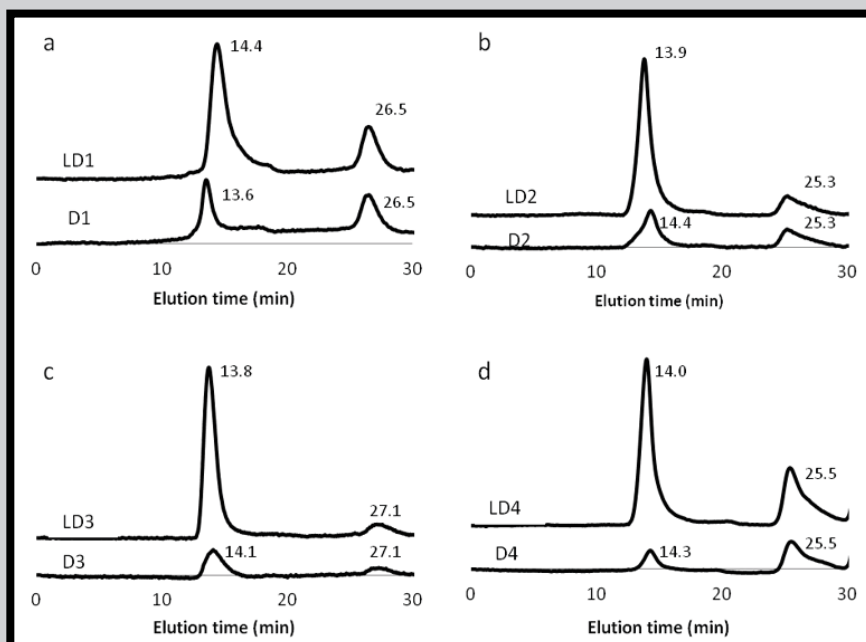 a
14.4
26.5
LD1
13.6
26.5
D1
0 10 20 30
Elution time (min)
b
13.9
25.3
LD2
25.3
14.4
D2
0 10 20 30
Elution time (min)
c
13.8
27.1
LD3
14.1
27.1
D3
0 10 20 30
Elution time (min)
d
14.0
25.5
LD4
25.5
14.3
D4
0 10 20 30
Elution time (min)